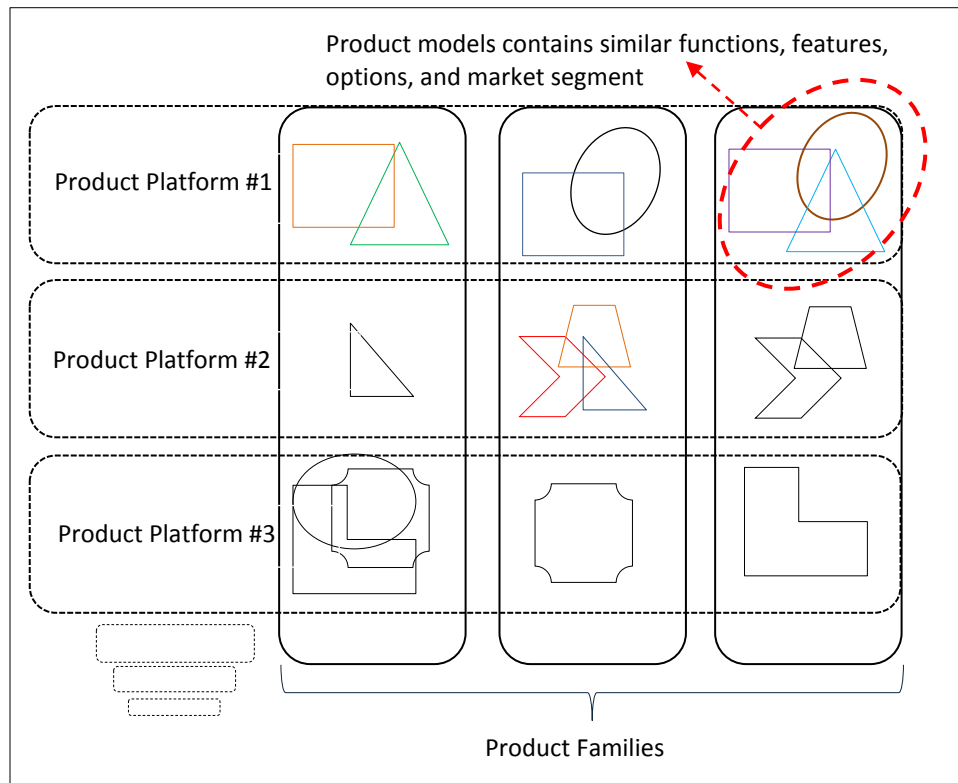 Product models contains similar functions, features,
options, and market segment
Product Platform #1
Product Platform #2
Product Platform #3
Product Families